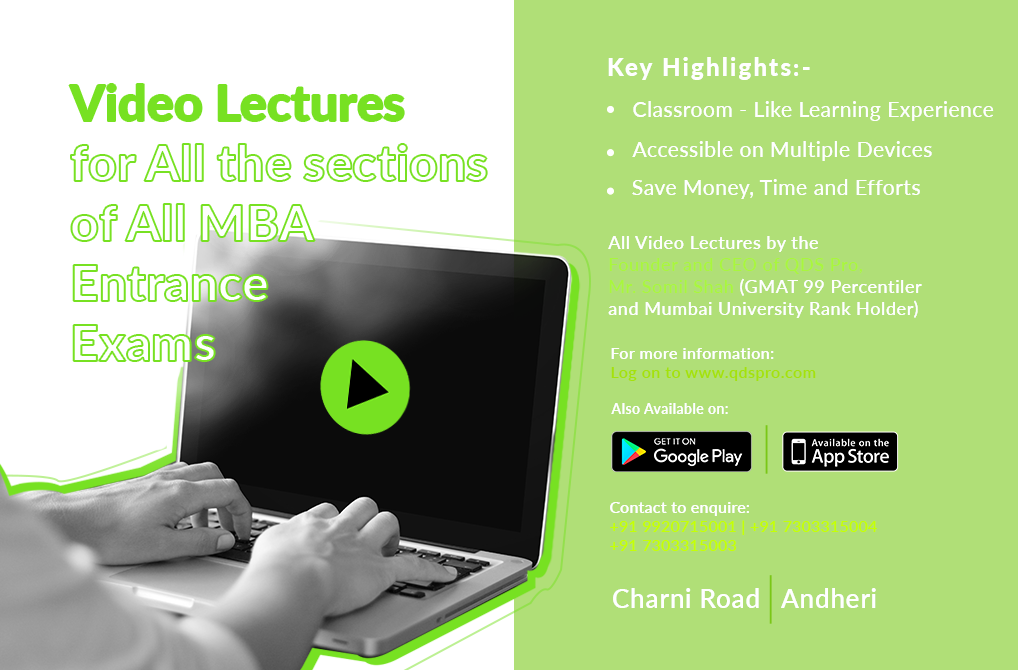 Video Lectures
for All the sections
of All MBA
Entrance
Exams
Key Highlights:-
• Classroom - Like Learning Experience
• Accessible on Multiple Devices
• Save Money, Time and Efforts
All Video Lectures by the
Founder and CEO of QDS Pro,
Mr. Somil Shah (GMAT 99 Percentiler
and Mumbai University Rank Holder)
For more information:
Log on to www.qdspro.com
Also Available on:
GET IT ON
Google Play
Available on the
App Store
Contact to enquire:
+91 9920715001 | +91 7303315004
+91 7303315003
Charni Road | Andheri